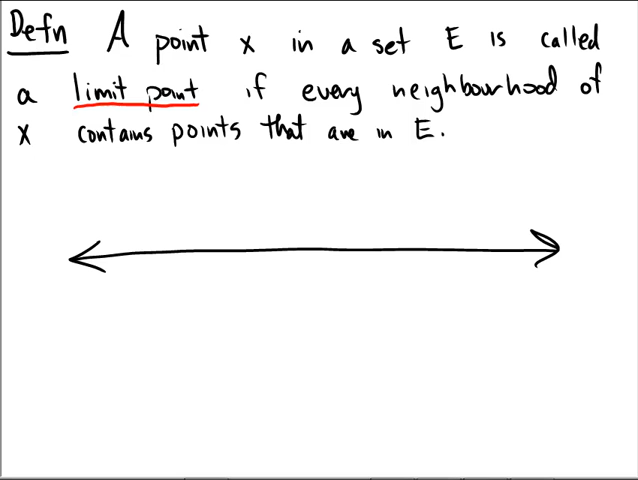 Defn A point x in a set E is called
a limit point if every neighbourhood of
x contains points that are in E.